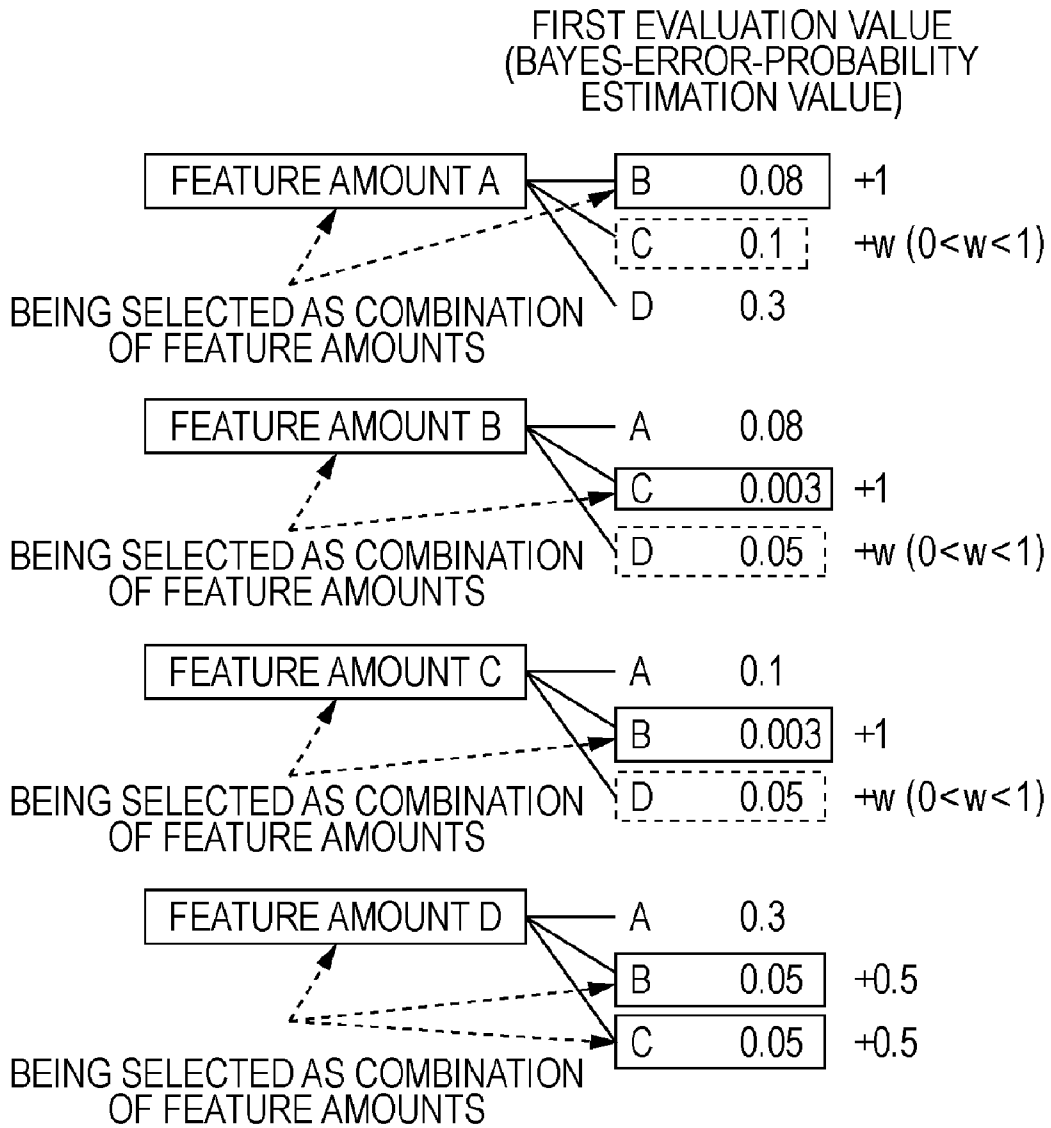 FIRST EVALUATION VALUE
(BAYES-ERROR-PROBABILITY
ESTIMATION VALUE)
FEATURE AMOUNT A
B 0.08 +1
C 0.1 +w (0<w<1)
D 0.3
BEING SELECTED AS COMBINATION
OF FEATURE AMOUNTS
FEATURE AMOUNT B
A 0.08
C 0.003 +1
D 0.05 +w (0<w<1)
BEING SELECTED AS COMBINATION
OF FEATURE AMOUNTS
FEATURE AMOUNT C
A 0.1
B 0.003 +1
D 0.05 +w (0<w<1)
BEING SELECTED AS COMBINATION
OF FEATURE AMOUNTS
FEATURE AMOUNT D
A 0.3
B 0.05 +0.5
C 0.05 +0.5
BEING SELECTED AS COMBINATION
OF FEATURE AMOUNTS